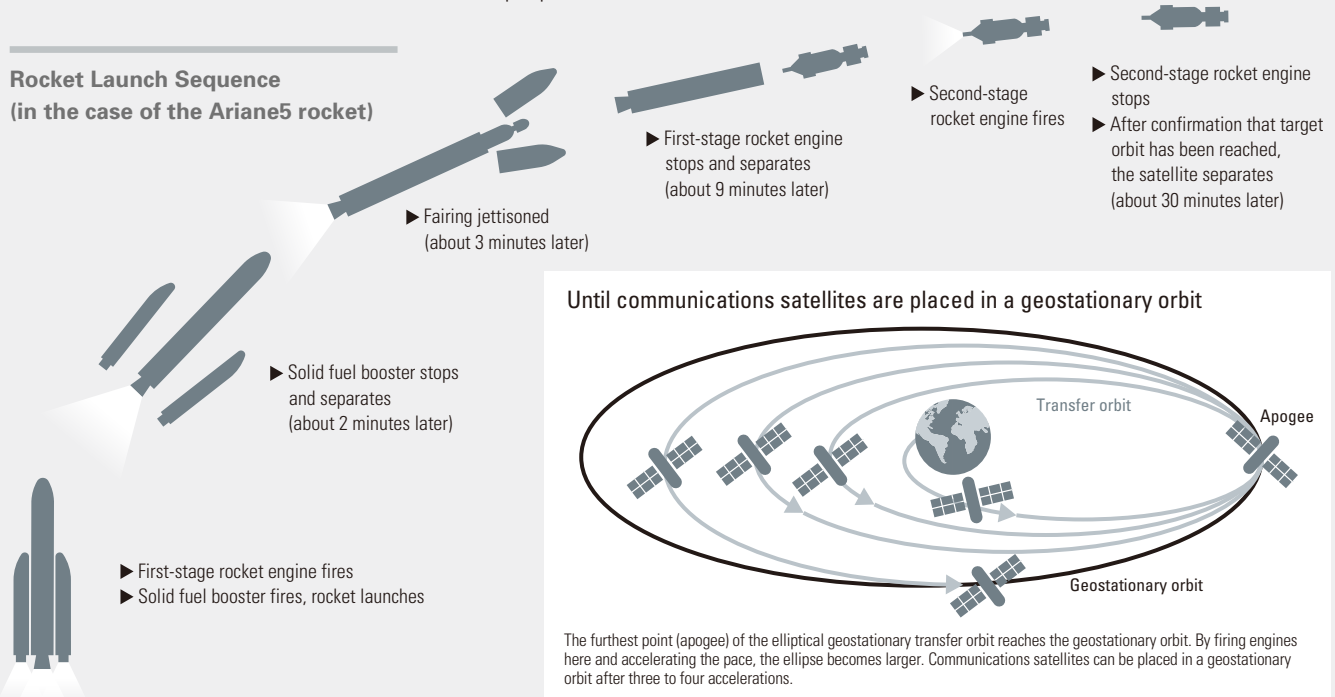 Rocket Launch Sequence
(in the case of the Ariane5 rocket)
▶ First-stage rocket engine fires
▶ Solid fuel booster fires, rocket launches
▶ Solid fuel booster stops
and separates
(about 2 minutes later)
▶ Fairing jettisoned
(about 3 minutes later)
▶ First-stage rocket engine
stops and separates
(about 9 minutes later)
▶ Second-stage
rocket engine fires
▶ Second-stage rocket engine
stops
▶ After confirmation that target
orbit has been reached,
the satellite separates
(about 30 minutes later)
Until communications satellites are placed in a geostationary orbit
Transfer orbit
Apogee
Geostationary orbit
The furthest point (apogee) of the elliptical geostationary transfer orbit reaches the geostationary orbit. By firing engines
here and accelerating the pace, the ellipse becomes larger. Communications satellites can be placed in a geostationary
orbit after three to four accelerations.